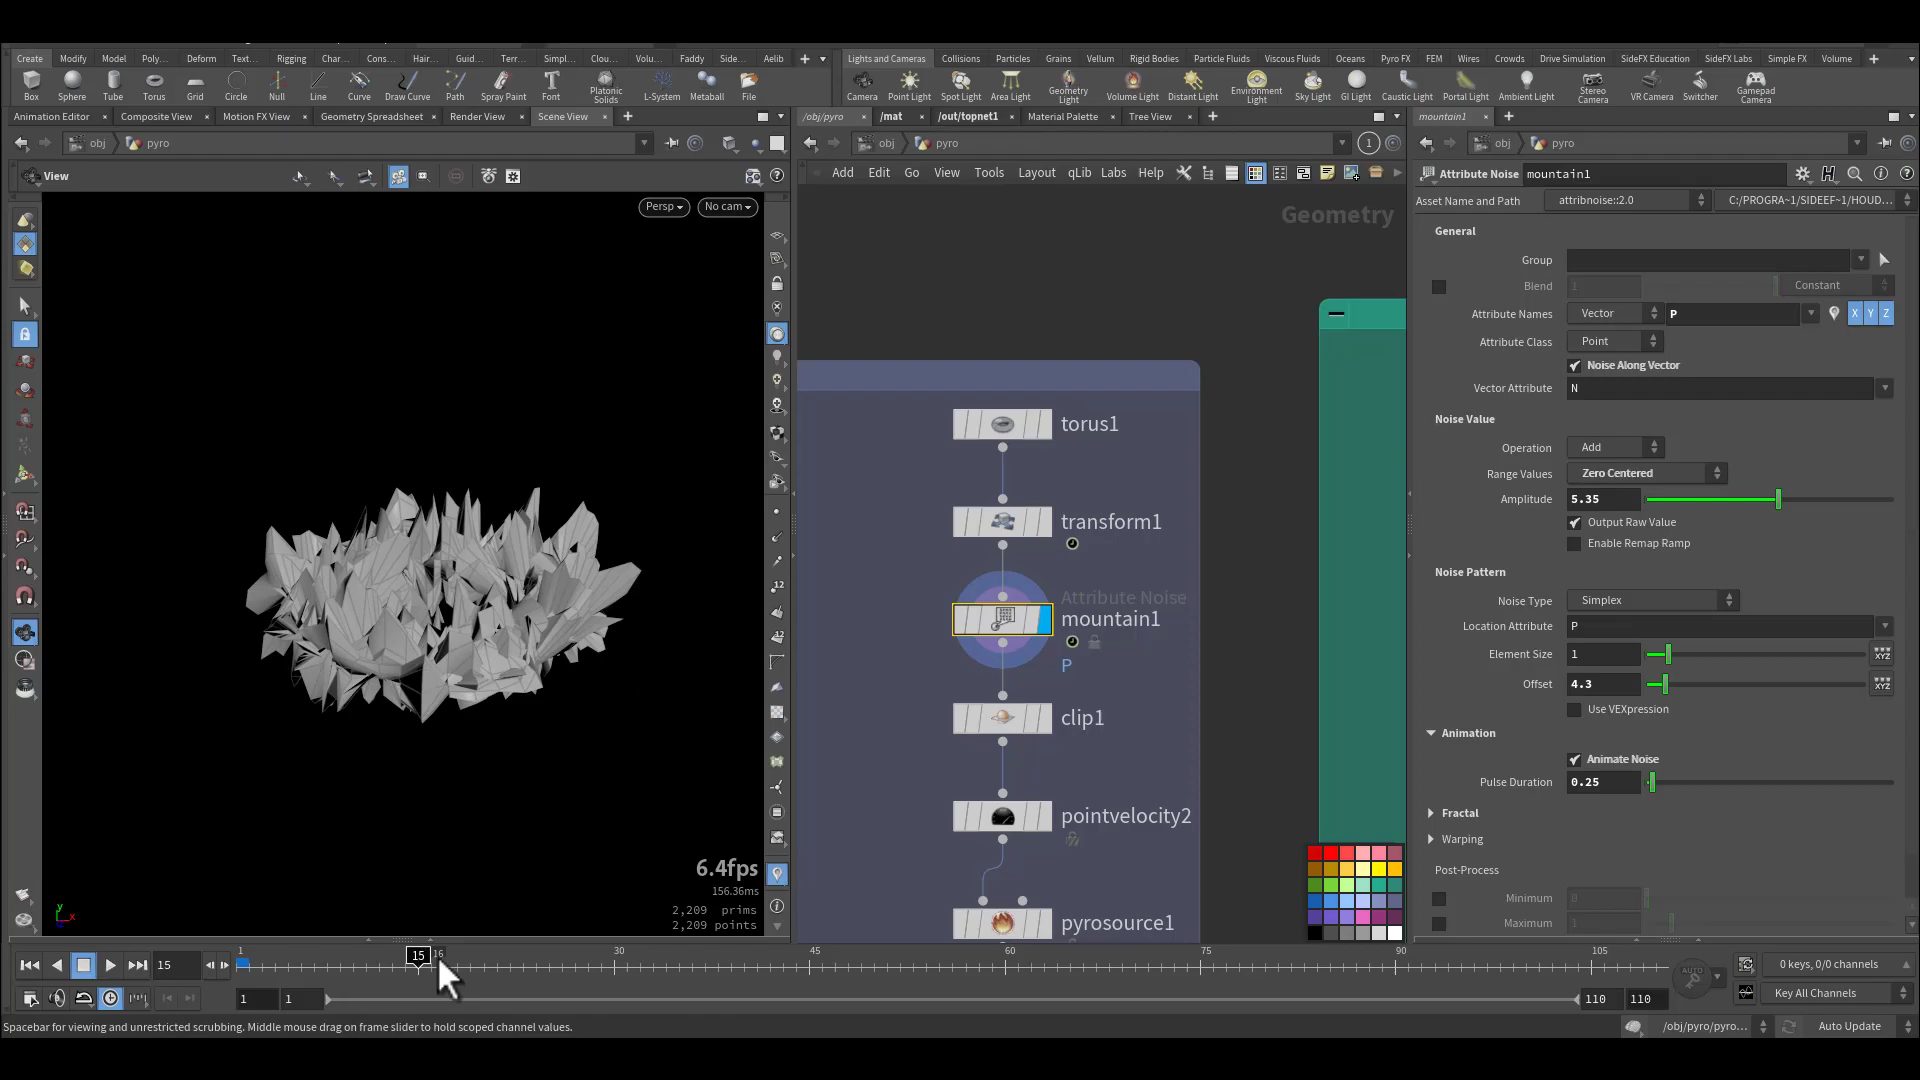 Create Modify Model Poly... Deform Text... Rigging Char... Cons... Hair... Guid... Terr... Simpl... Clou... Volu... Faddy Side... Aelib
Lights and Cameras Collisions Particles Grains Vellum Rigid Bodies Particle Fluids Viscous Fluids Oceans Pyro FX FEM Wires Crowds Drive Simulation SideFX Education SideFX Labs Simple FX Volume
Box Sphere Tube Torus Grid Circle Null Line Curve Draw Curve Path Spray Paint Font Platonic Solids L-System Metaball File
Camera Point Light Spot Light Area Light Geometry Light Volume Light Distant Light Environment Light Sky Light GI Light Caustic Light Portal Light Ambient Light Stereo Camera VR Camera Switcher Gamepad Camera
Animation Editor Composite View Motion FX View Geometry Spreadsheet Render View Scene View
/obj/pyro /mat /out/topnet1 Material Palette Tree View
mountain1
obj pyro
obj pyro
1
obj pyro
View
Add Edit Go View Tools Layout qLib Labs Help
Attribute Noise mountain1
Asset Name and Path attribnoise::2.0 C:/PROGRA~1/SIDEEF~1/HOUD...
Persp No cam
Geometry
torus1
transform1
Attribute Noise
mountain1
P
clip1
pointvelocity2
pyrosource1
General
Group
Blend 1 Constant
Attribute Names Vector P X Y Z
Attribute Class Point
Noise Along Vector
Vector Attribute N
Noise Value
Operation Add
Range Values Zero Centered
Amplitude 5.35
Output Raw Value
Enable Remap Ramp
Noise Pattern
Noise Type Simplex
Location Attribute P
Element Size 1 XYZ
Offset 4.3 XYZ
Use VEXpression
Animation
Animate Noise
Pulse Duration 0.25
Fractal
Warping
Post-Process
Minimum 0
Maximum 1
12
12
6.4fps
156.36ms
2,209 prims
2,209 points
y
x
1 15 16 30 45 60 75 90 105
15
1 1 110 110
AUTO
0 keys, 0/0 channels
Key All Channels
Spacebar for viewing and unrestricted scrubbing. Middle mouse drag on frame slider to hold scoped channel values.
/obj/pyro/pyro... Auto Update